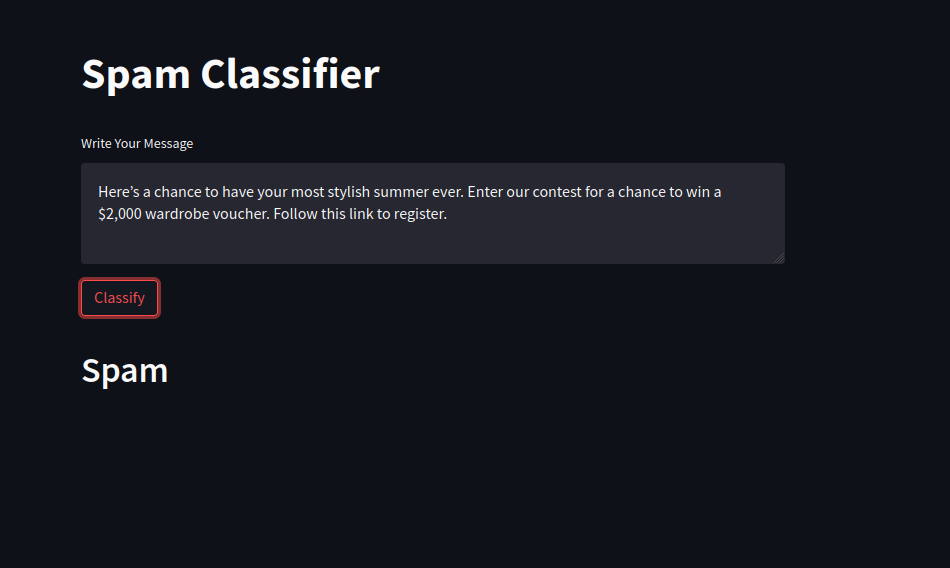 Spam Classifier
Write Your Message
Here’s a chance to have your most stylish summer ever. Enter our contest for a chance to win a
$2,000 wardrobe voucher. Follow this link to register.
Classify
Spam